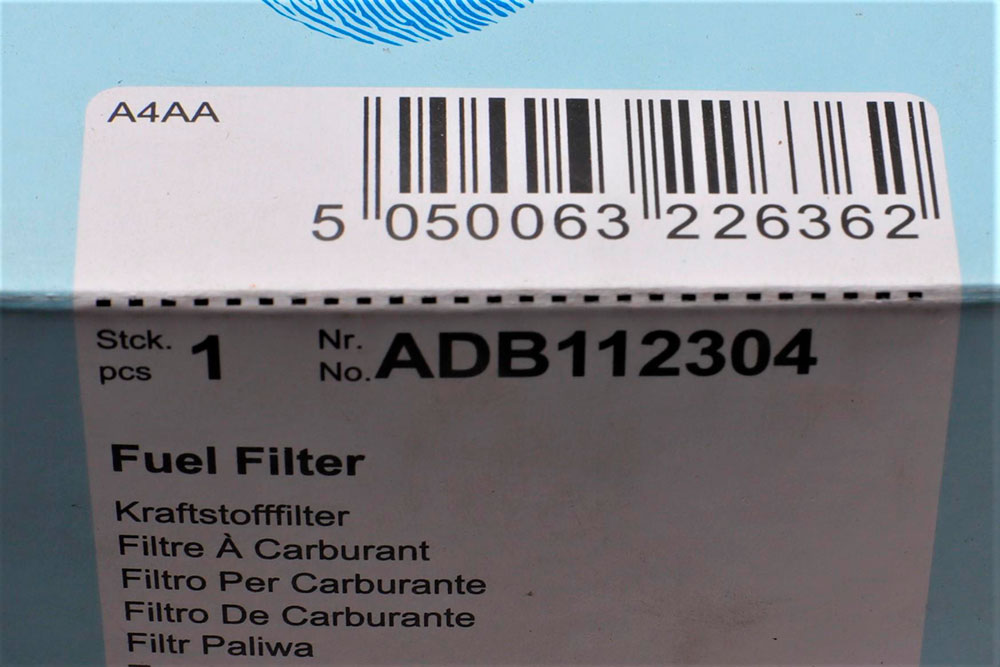 A4AA
5 050063 226362
Stck. 1 Nr. ADB112304
pcs No.
Fuel Filter
Kraftstofffilter
Filtre À Carburant
Filtro Per Carburante
Filtro De Carburante
Filtr Paliwa